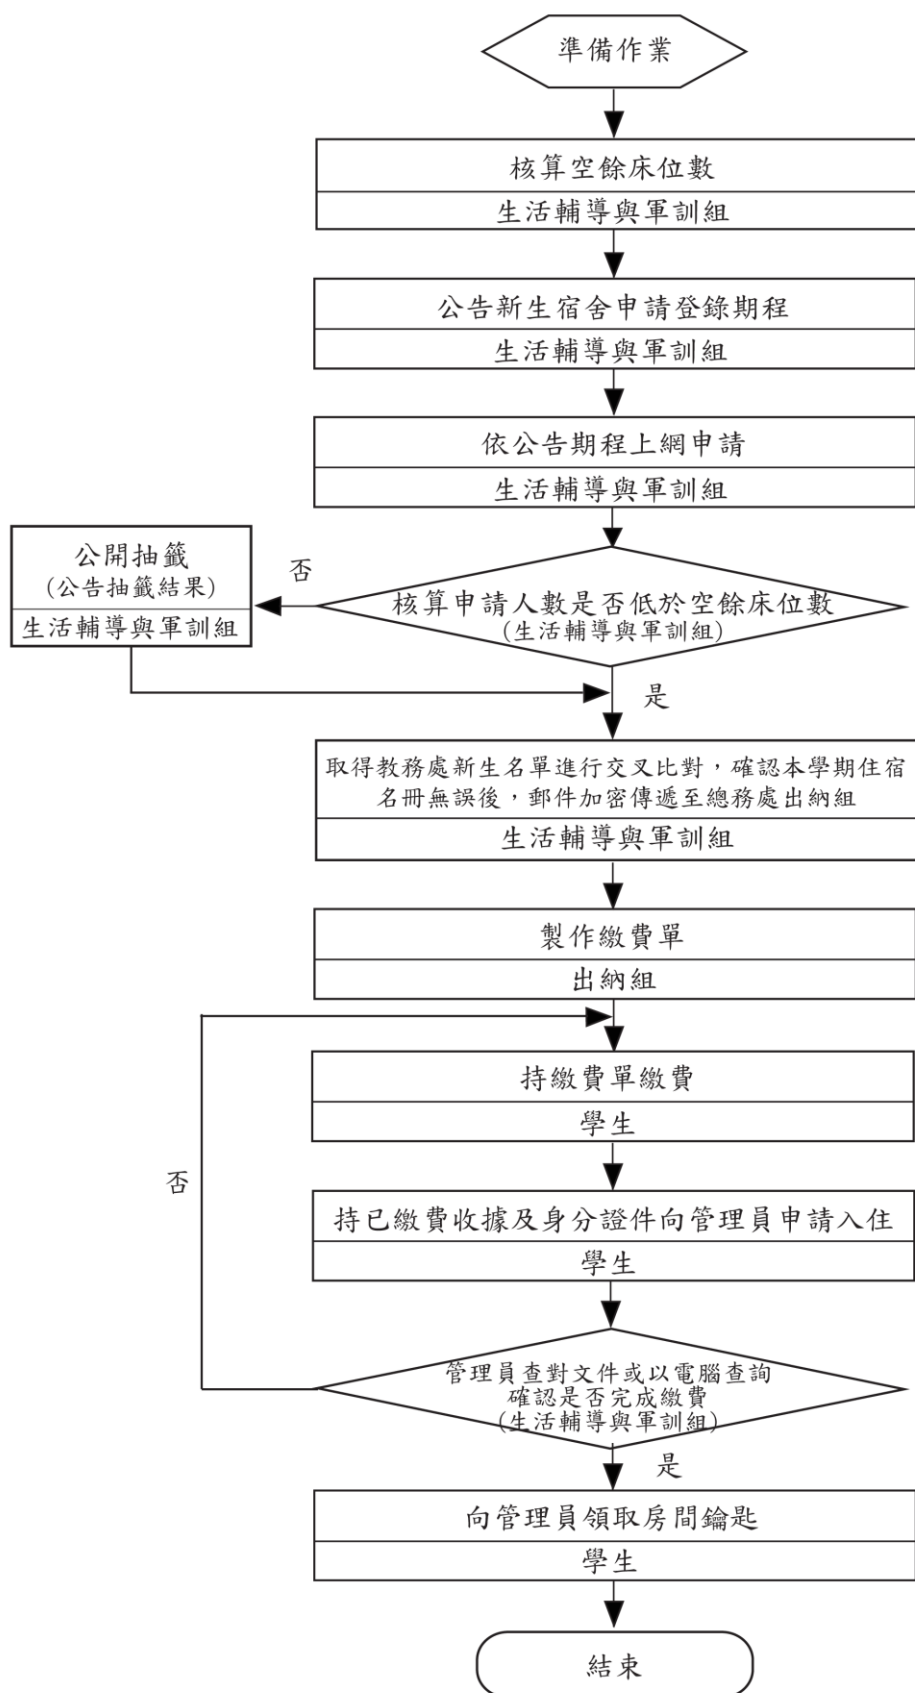 準備作業
核算空餘床位數
生活輔導與軍訓組
公告新生宿舍申請登錄期程
生活輔導與軍訓組
依公告期程上網申請
生活輔導與軍訓組
公開抽籤
(公告抽籤結果)
生活輔導與軍訓組
否
核算申請人數是否低於空餘床位數
(生活輔導與軍訓組)
是
取得教務處新生名單進行交叉比對，確認本學期住宿
名冊無誤後，郵件加密傳遞至總務處出納組
生活輔導與軍訓組
製作繳費單
出納組
持繳費單繳費
學生
否
持已繳費收據及身分證件向管理員申請入住
學生
管理員查對文件或以電腦查詢
確認是否完成繳費
(生活輔導與軍訓組)
是
向管理員領取房間鑰匙
學生
結束